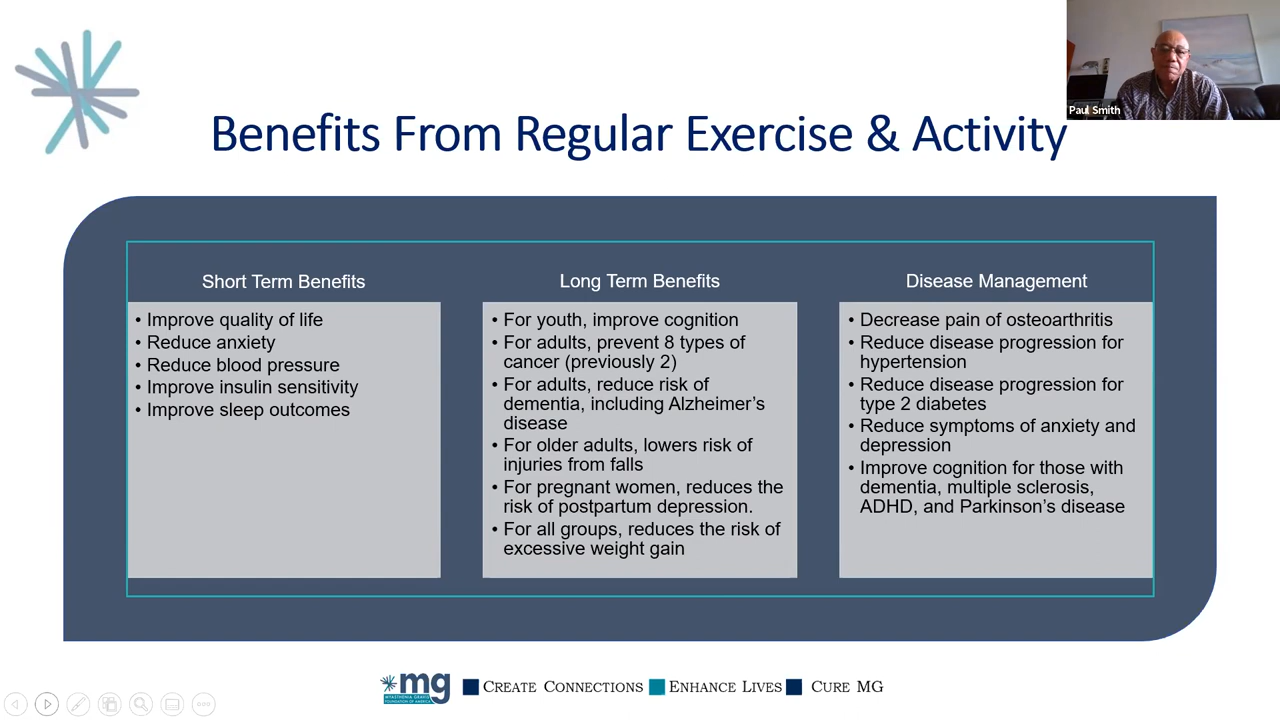 Paul Smith
Benefits From Regular Exercise & Activity
Short Term Benefits
• Improve quality of life
• Reduce anxiety
• Reduce blood pressure
• Improve insulin sensitivity
• Improve sleep outcomes
Long Term Benefits
• For youth, improve cognition
• For adults, prevent 8 types of
cancer (previously 2)
• For adults, reduce risk of
dementia, including Alzheimer’s
disease
• For older adults, lowers risk of
injuries from falls
• For pregnant women, reduces the
risk of postpartum depression.
• For all groups, reduces the risk of
excessive weight gain
Disease Management
• Decrease pain of osteoarthritis
• Reduce disease progression for
hypertension
• Reduce disease progression for
type 2 diabetes
• Reduce symptoms of anxiety and
depression
• Improve cognition for those with
dementia, multiple sclerosis,
ADHD, and Parkinson’s disease
mg
MYASTHENIA GRAVIS
FOUNDATION OF AMERICA
CREATE CONNECTIONS ENHANCE LIVES CURE MG